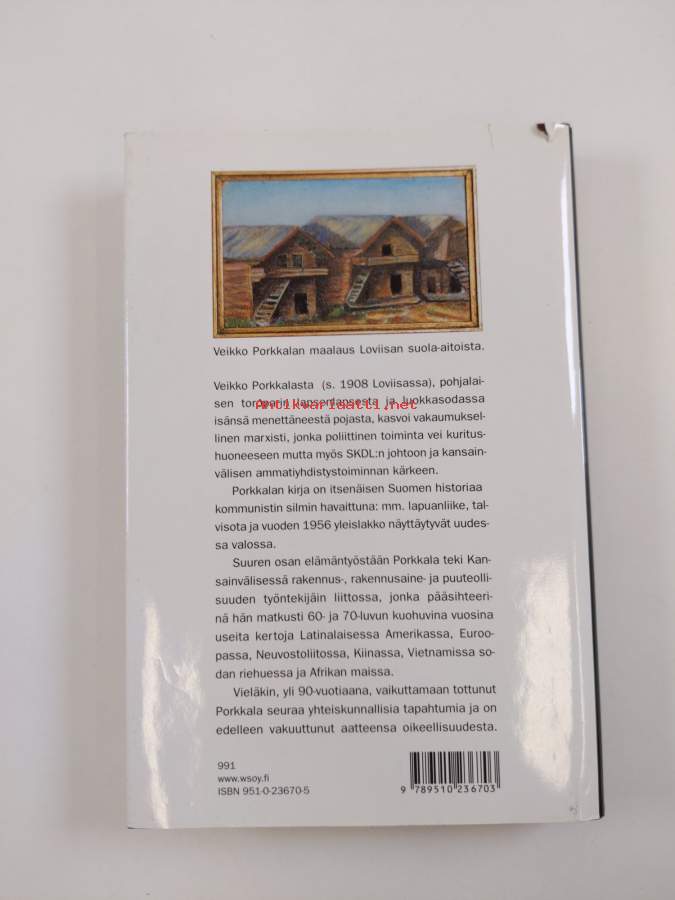 Veikko Porkkalan maalaus Loviisan suola-aitoista.
Veikko Porkkalasta (s. 1908 Loviisassa), pohjalai-
sen torpparin lapsenlapsesta ja luokkasodassa
Antikvariaatti.net
isänsä menettäneestä pojasta, kasvoi vakaumuksel-
linen marxisti, jonka poliittinen toiminta vei kuritus-
huoneeseen mutta myös SKDL:n johtoon ja kansain-
välisen ammatiyhdistystoiminnan kärkeen.
Porkkalan kirja on itsenäisen Suomen historiaa
kommunistin silmin havaittuna: mm. lapuanliike, tal-
visota ja vuoden 1956 yleislakko näyttäytyvät uudes-
sa valossa.
Suuren osan elämäntyöstään Porkkala teki Kan-
sainvälisessä rakennus-, rakennusaine- ja puuteolli-
suuden työntekijäin liittossa, jonka pääsihteeri-
nä hän matkusti 60- ja 70-luvun kuohuvina vuosina
useita kertoja Latinalaisessa Amerikassa, Euroo-
passa, Neuvostoliitossa, Kiinassa, Vietnamissa so-
dan riehuessa ja Afrikan maissa.
Vieläkin, yli 90-vuotiaana, vaikuttamaan tottunut
Porkkala seuraa yhteiskunnallisia tapahtumia ja on
edelleen vakuuttunut aatteensa oikeellisuudesta.
991
www.wsoy.fi
ISBN 951-0-23670-5
9 789510 236703